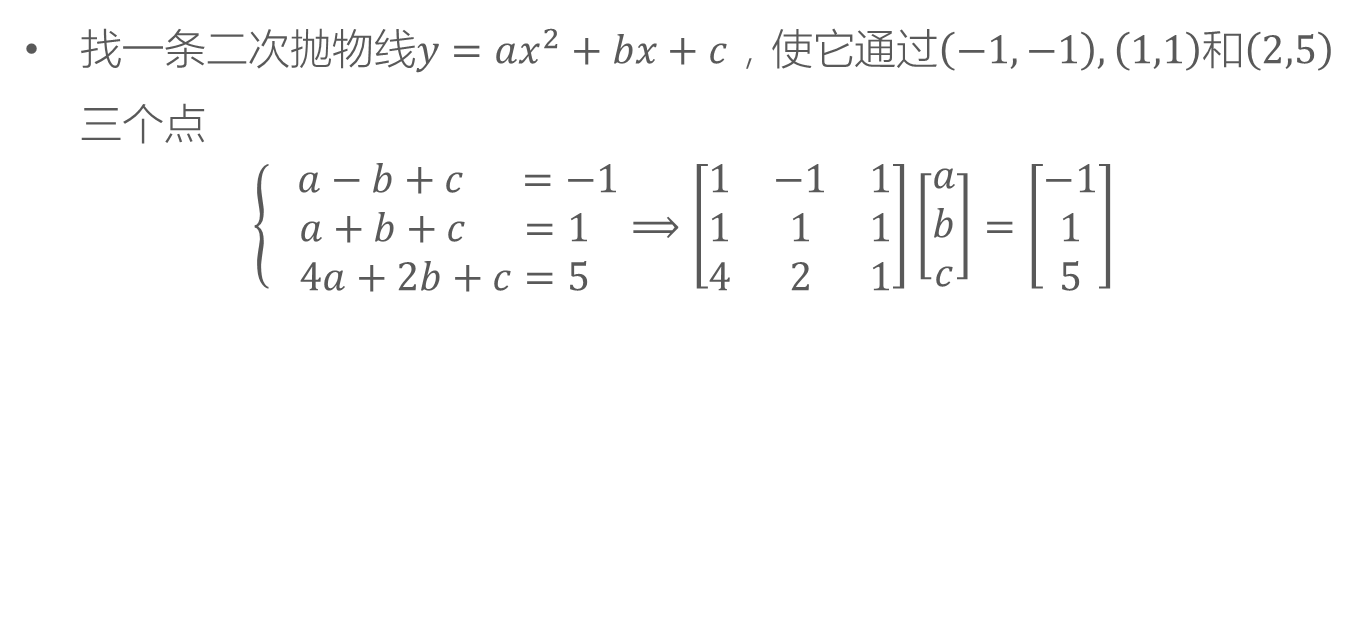 • 找一条二次抛物线y = ax² + bx + c，使它通过(−1, −1), (1,1)和(2,5)
三个点
{ a − b + c = −1 ⟹ [1 −1 1] [a] = [−1]
a + b + c = 1 [1 1 1] [b] [1]
4a + 2b + c = 5 [4 2 1] [c] [5]